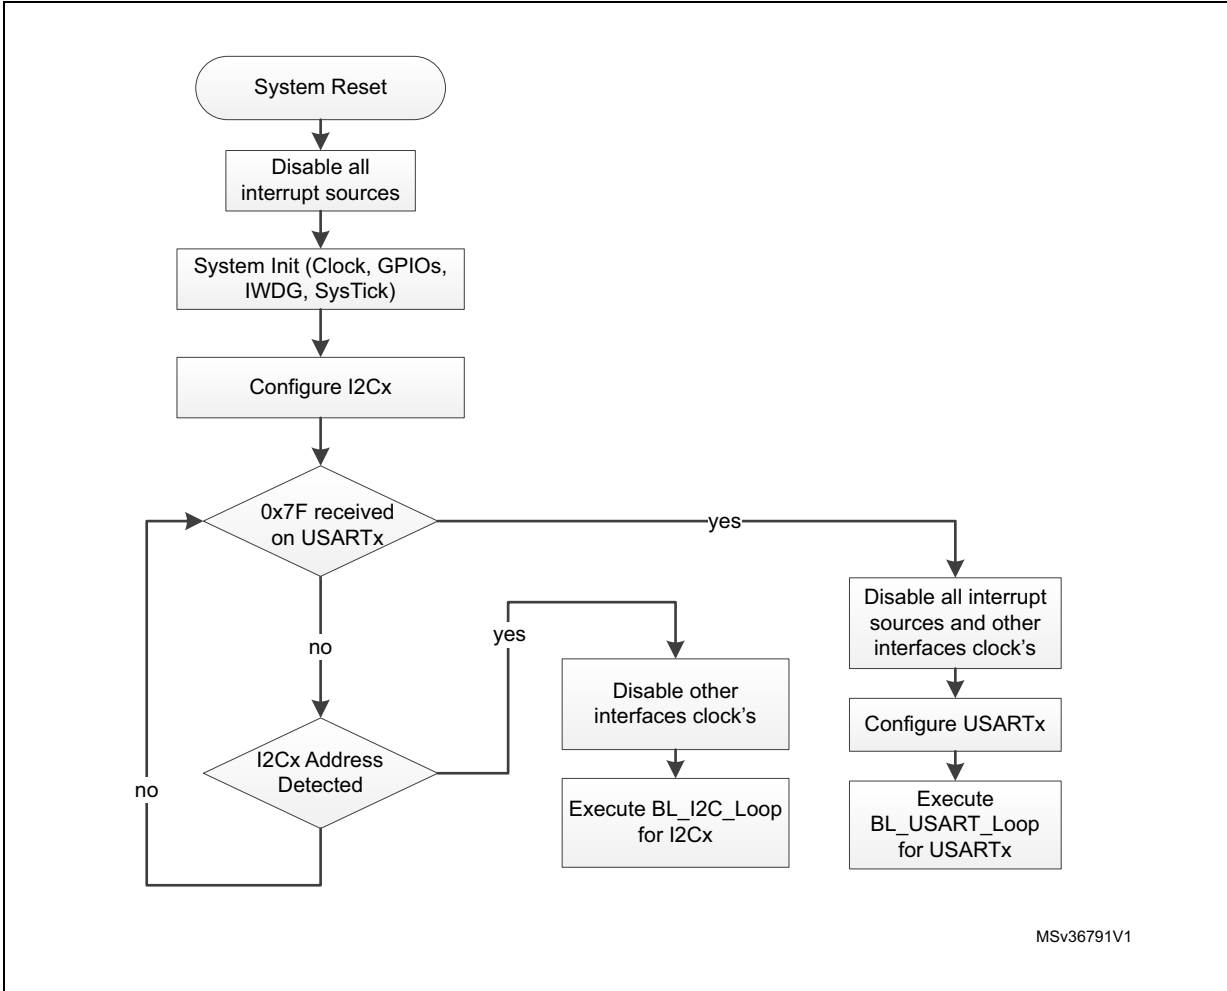 System Reset
Disable all
interrupt sources
System Init (Clock, GPIOs,
IWDG, SysTick)
Configure I2Cx
0x7F received
on USARTx
yes
no
I2Cx Address
Detected
no
yes
Disable other
interfaces clock's
Execute BL_I2C_Loop
for I2Cx
Disable all interrupt
sources and other
interfaces clock's
Configure USARTx
Execute
BL_USART_Loop
for USARTx
MSv36791V1